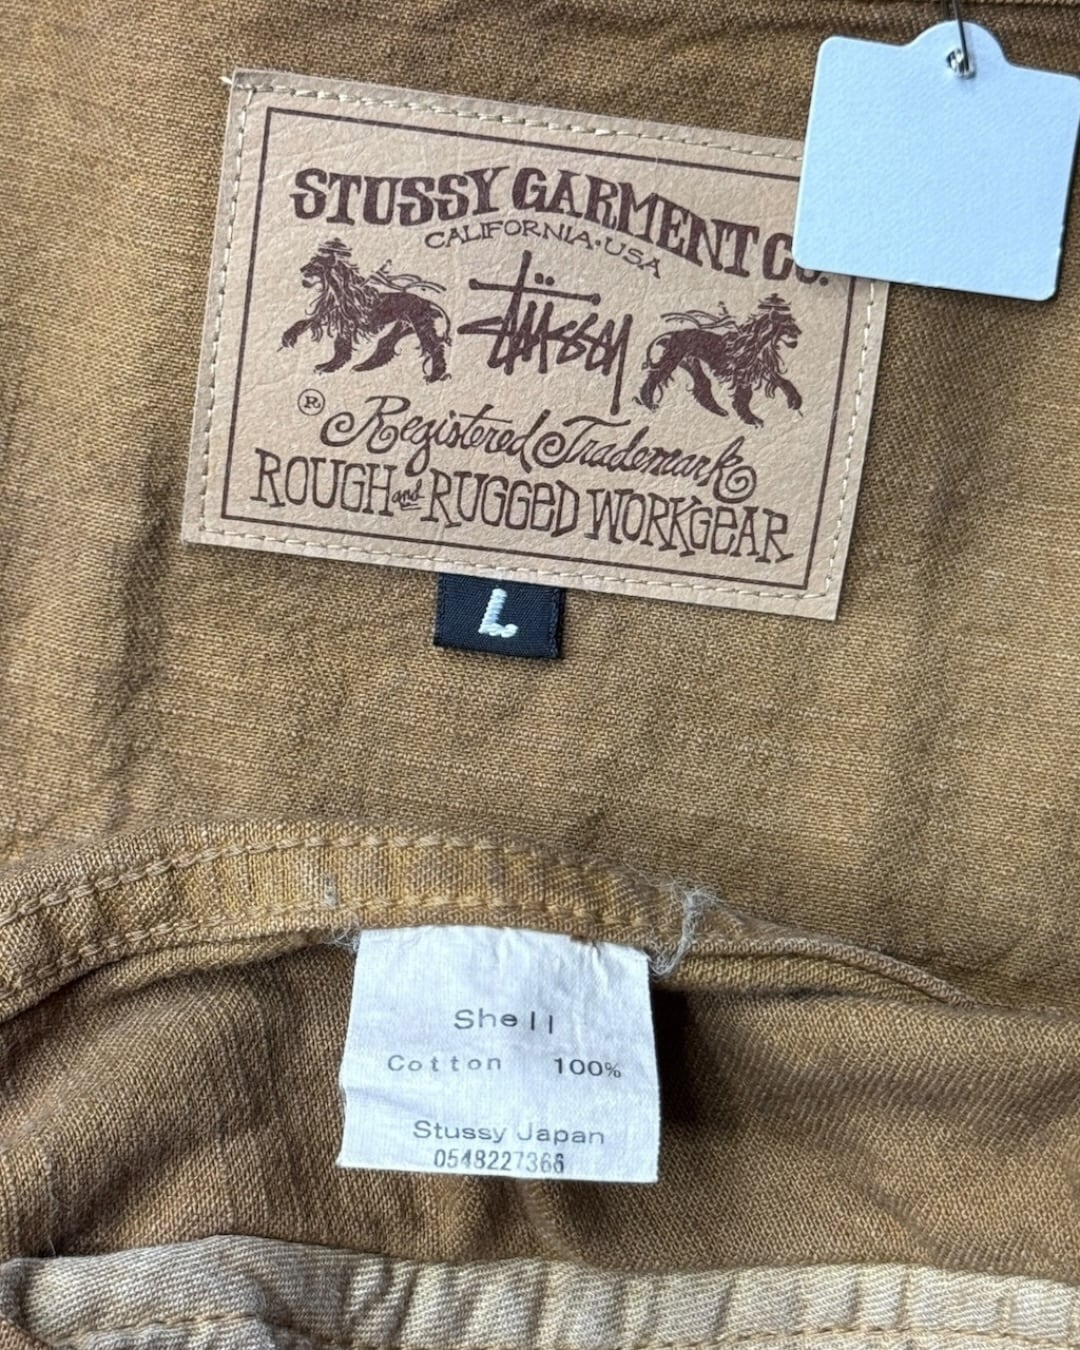 STUSSY GARMENT CO.
CALIFORNIA·USA
Stüssy
® Registered Trademark
ROUGH and RUGGED WORKGEAR
L
Shell
Cotton 100%
Stussy Japan
0548227366